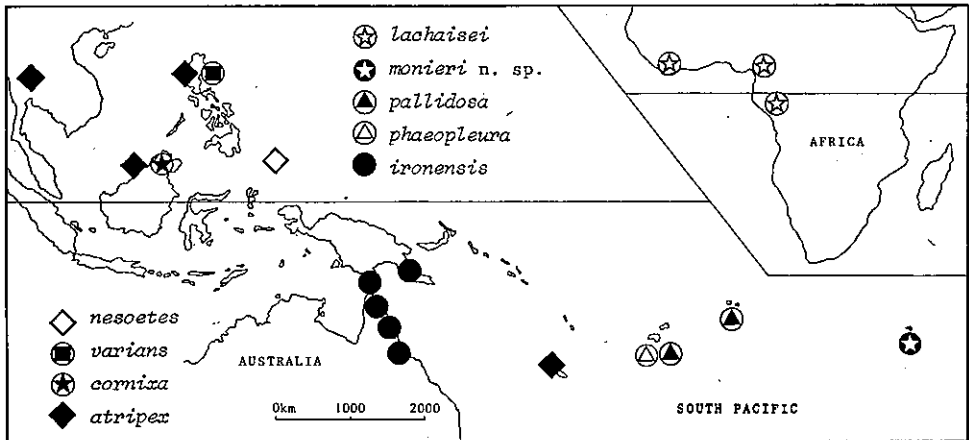 lachaisei
monieri n. sp.
pallidosa
phaeopleura
ironensis
AFRICA
nesoetes
varians
cornixa
atripex
AUSTRALIA
0km 1000 2000
SOUTH PACIFIC